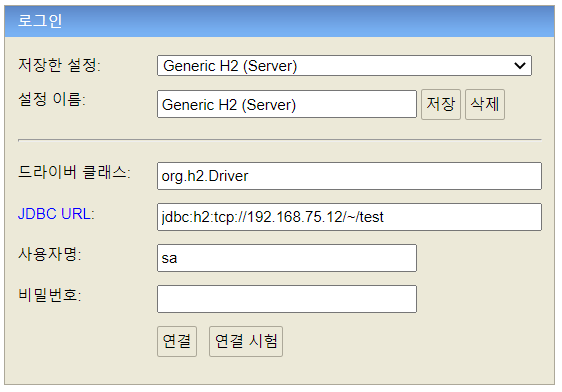 로그인
저장한 설정: Generic H2 (Server)
설정 이름: Generic H2 (Server) 저장 삭제
드라이버 클래스: org.h2.Driver
JDBC URL: jdbc:h2:tcp://192.168.75.12/~/test
사용자명: sa
비밀번호:
연결 연결 시험